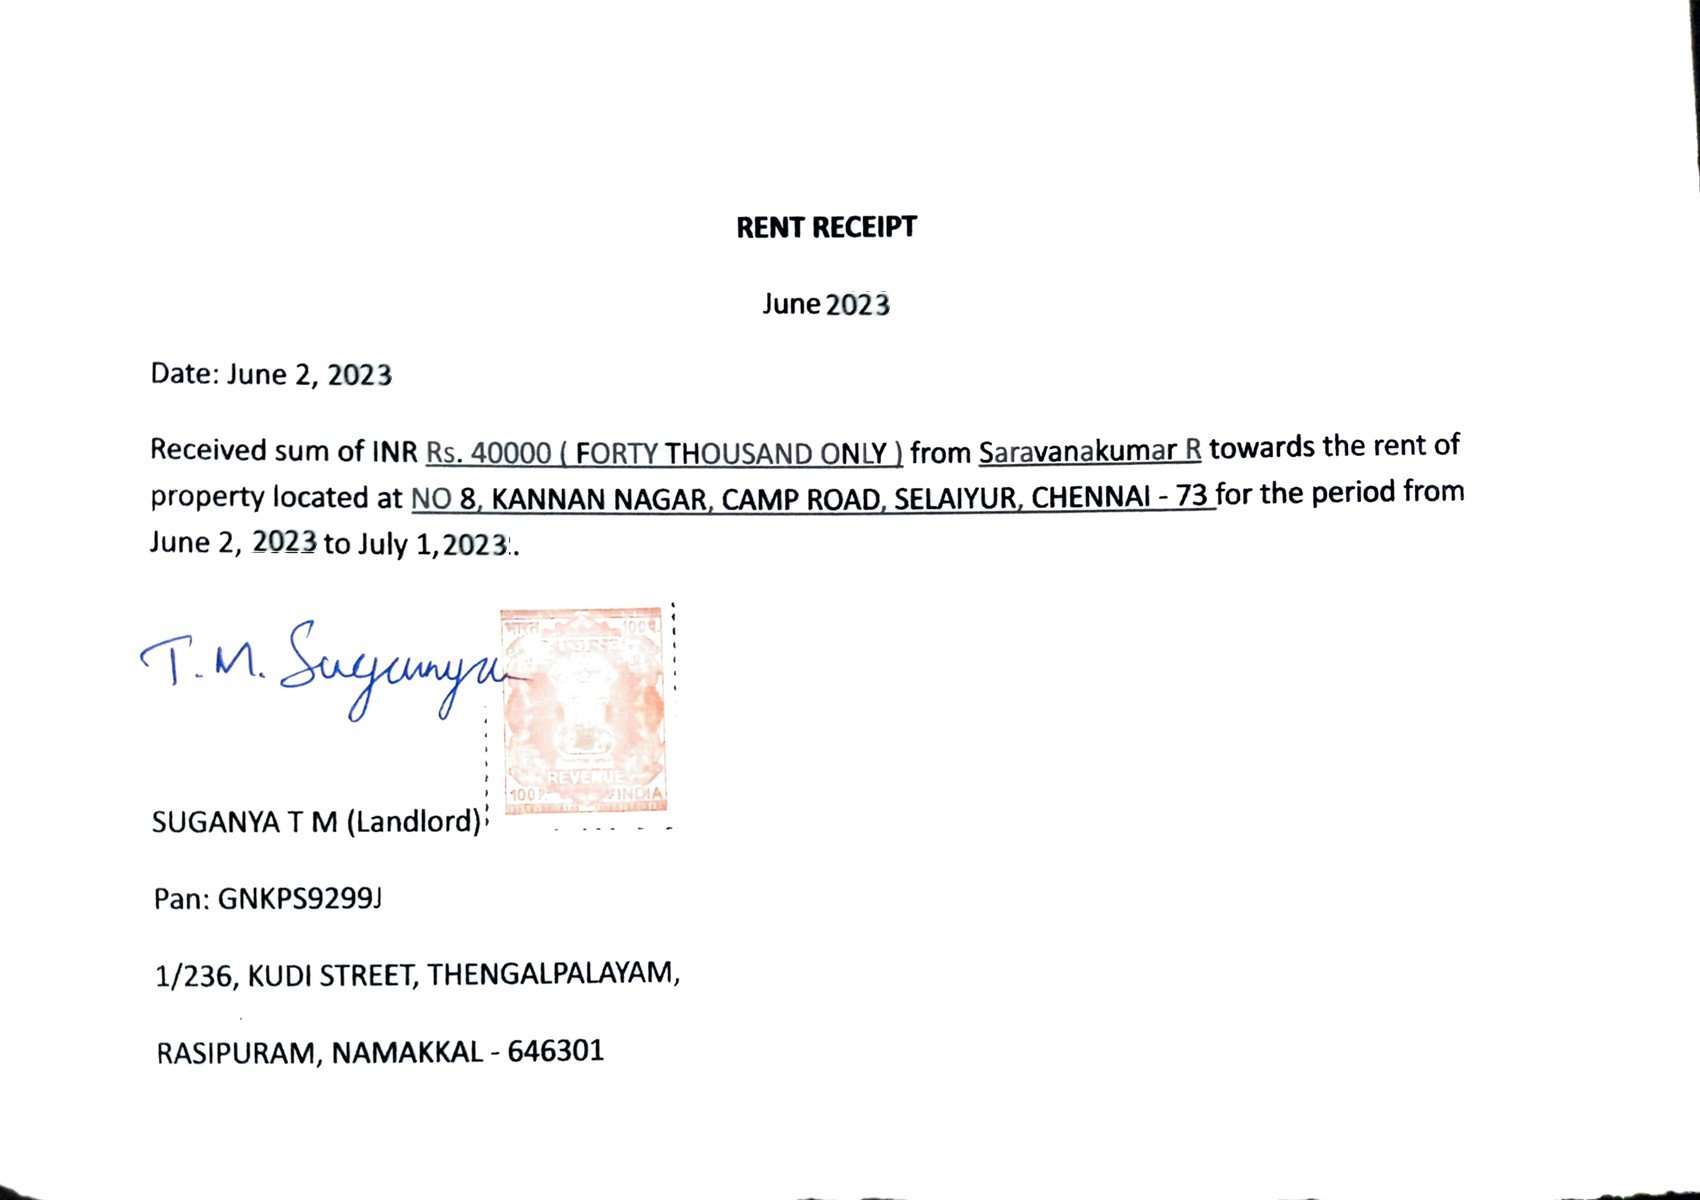 RENT RECEIPT
June 2023
Date: June 2, 2023
Received sum of INR Rs. 40000 ( FORTY THOUSAND ONLY ) from Saravanakumar R towards the rent of
property located at NO 8, KANNAN NAGAR, CAMP ROAD, SELAIYUR, CHENNAI - 73 for the period from
June 2, 2023 to July 1,2023.
T. M. Suganya
भारत
REVENUE
INDIA
SUGANYA T M (Landlord)
Pan: GNKPS9299J
1/236, KUDI STREET, THENGALPALAYAM,
RASIPURAM, NAMAKKAL - 646301